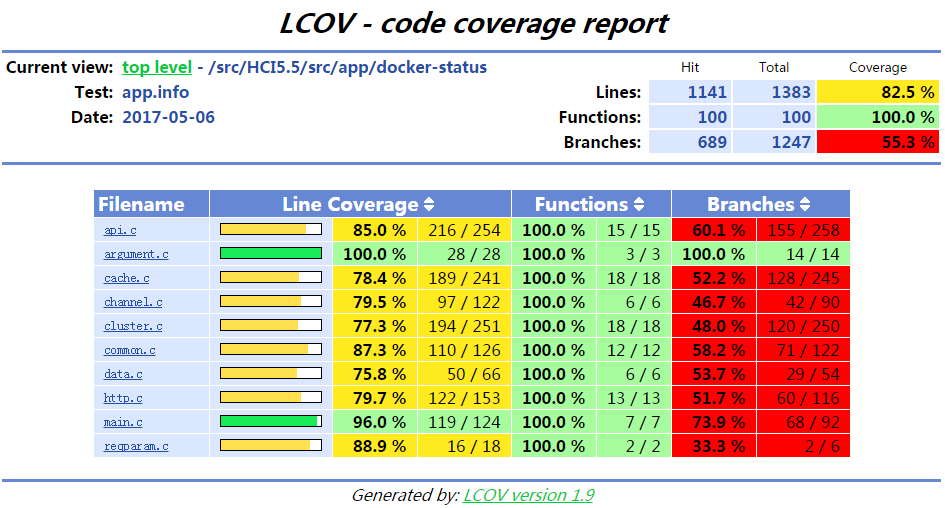 LCOV - code coverage report
Current view: top level - /src/HCI5.5/src/app/docker-status Hit Total Coverage
Test: app.info Lines: 1141 1383 82.5 %
Date: 2017-05-06 Functions: 100 100 100.0 %
Branches: 689 1247 55.3 %
Filename Line Coverage Functions Branches
api.c 85.0 % 216 / 254 100.0 % 15 / 15 60.1 % 155 / 258
argument.c 100.0 % 28 / 28 100.0 % 3 / 3 100.0 % 14 / 14
cache.c 78.4 % 189 / 241 100.0 % 18 / 18 52.2 % 128 / 245
channel.c 79.5 % 97 / 122 100.0 % 6 / 6 46.7 % 42 / 90
cluster.c 77.3 % 194 / 251 100.0 % 18 / 18 48.0 % 120 / 250
common.c 87.3 % 110 / 126 100.0 % 12 / 12 58.2 % 71 / 122
data.c 75.8 % 50 / 66 100.0 % 6 / 6 53.7 % 29 / 54
http.c 79.7 % 122 / 153 100.0 % 13 / 13 51.7 % 60 / 116
main.c 96.0 % 119 / 124 100.0 % 7 / 7 73.9 % 68 / 92
reqparam.c 88.9 % 16 / 18 100.0 % 2 / 2 33.3 % 2 / 6
Generated by: LCOV version 1.9